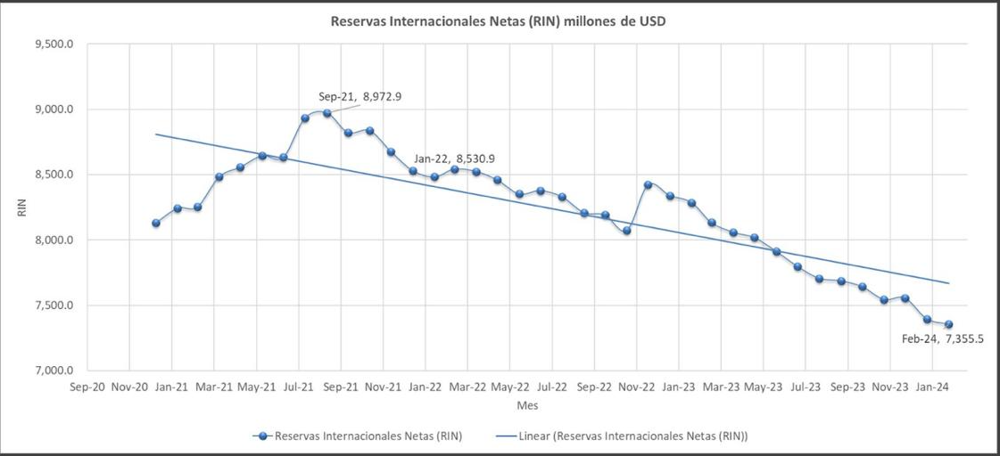 Reservas Internacionales Netas (RIN) millones de USD
9,500.0
9,000.0
8,500.0
8,000.0
7,500.0
7,000.0
RIN
Sep-21, 8,972.9
Jan-22, 8,530.9
Feb-24, 7,355.5
Sep-20 Nov-20 Jan-21 Mar-21 May-21 Jul-21 Sep-21 Nov-21 Jan-22 Mar-22 May-22 Jul-22 Sep-22 Nov-22 Jan-23 Mar-23 May-23 Jul-23 Sep-23 Nov-23 Jan-24
Mes
Reservas Internacionales Netas (RIN) Linear (Reservas Internacionales Netas (RIN))